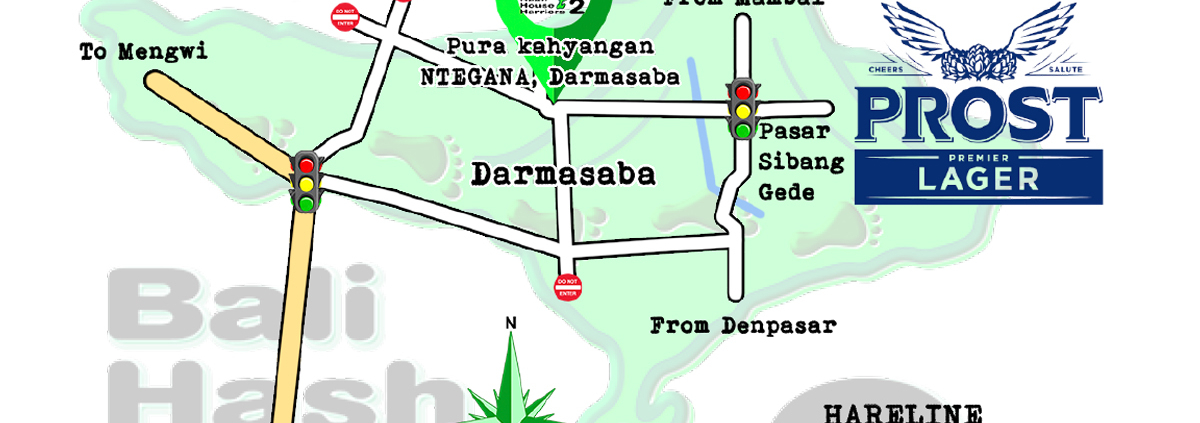 From Mambal
DO NOT
ENTER
House
Harriers
2
To Mengwi
Pura kahyangan
NTEGANA, Darmasaba
CHEERS
SALUTE
PROST
PREMIER
LAGER
Pasar
Sibang
Gede
Darmasaba
DO NOT
ENTER
Bali
Hash
N
From Denpasar
HARELINE